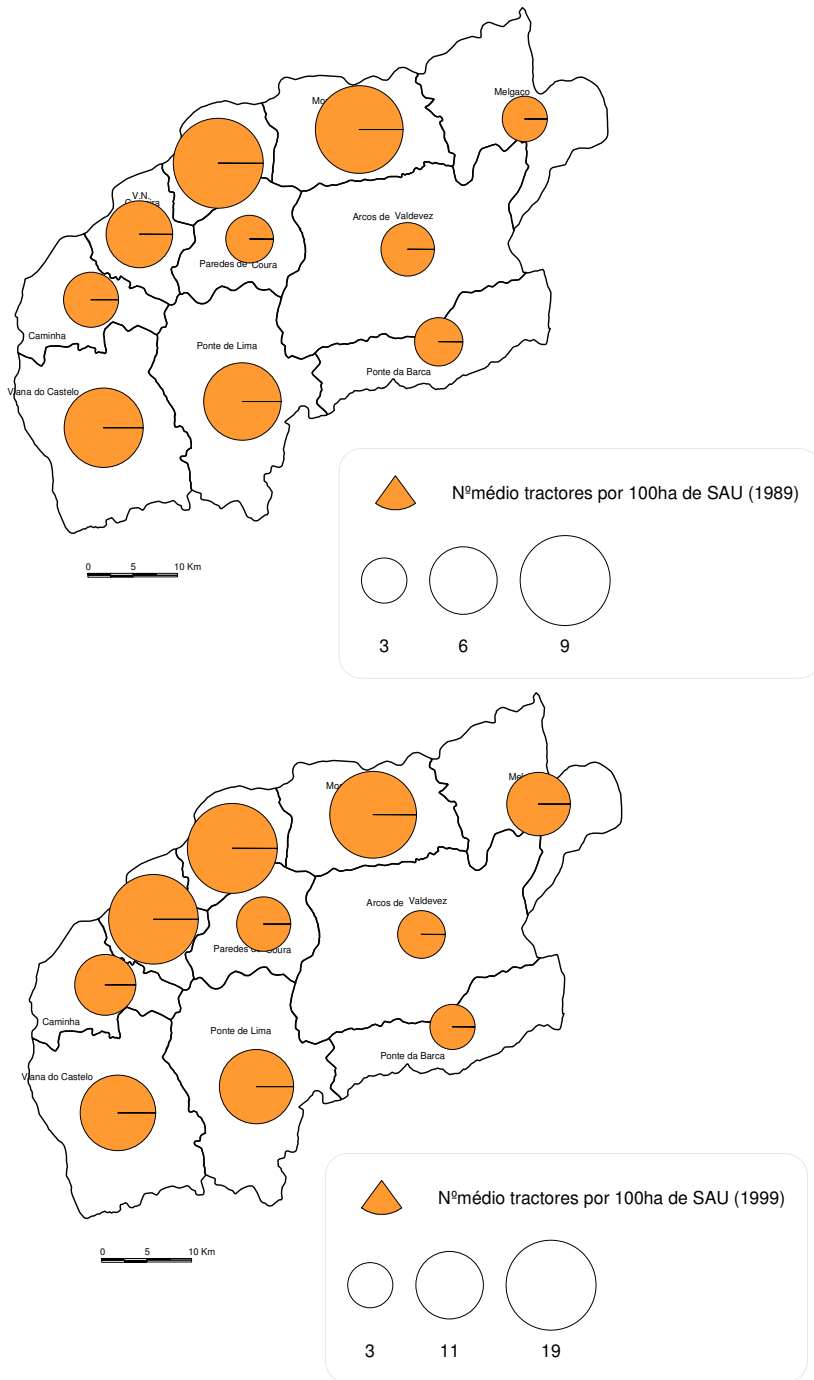 Melgaço
V.N.
Arcos de Valdevez
Paredes de Coura
Caminha
Ponte de Lima
Ponte da Barca
Viana do Castelo
Nºmédio tractores por 100ha de SAU (1989)
0 5 10 Km
3 6 9
Arcos de Valdevez
Paredes
Caminha
Ponte de Lima
Ponte da Barca
Viana do Castelo
Nºmédio tractores por 100ha de SAU (1999)
0 5 10 Km
3 11 19